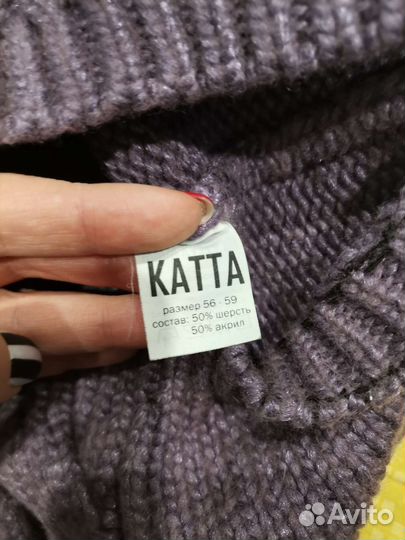 KATTA
размер 56 - 59
состав: 50% шерсть
50% акрил
Avito